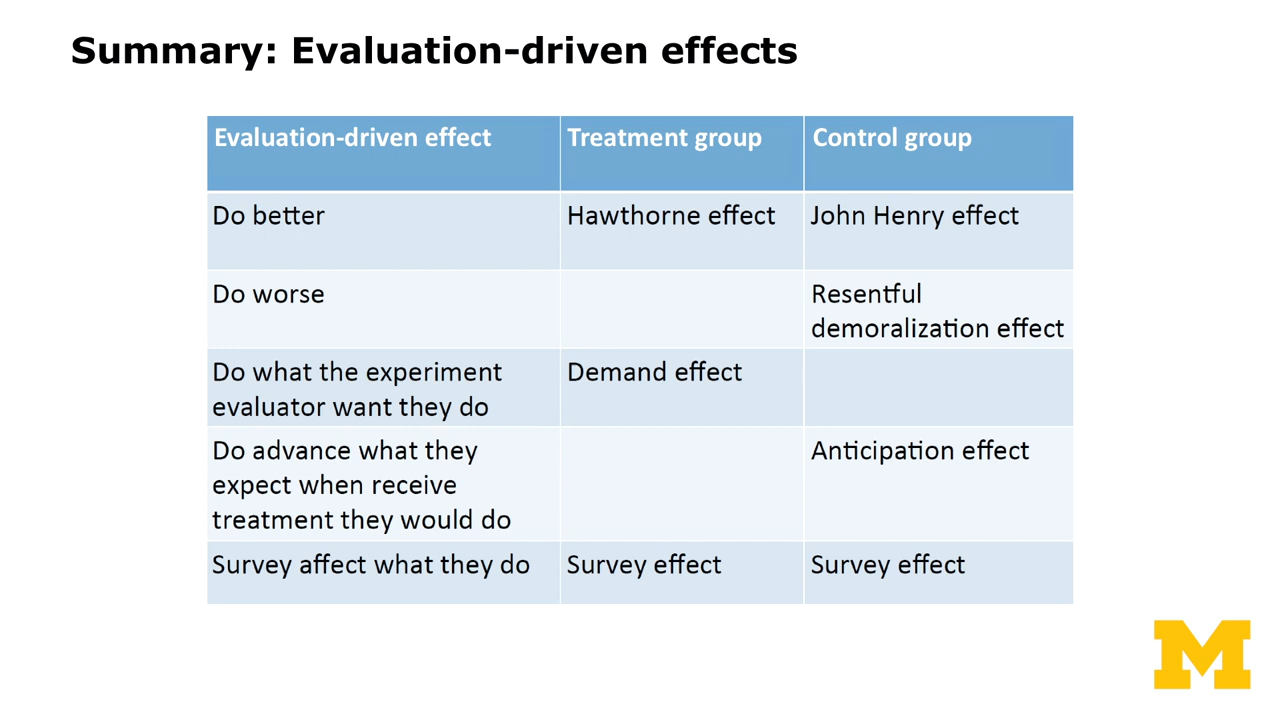 Summary: Evaluation-driven effects
Evaluation-driven effect
Treatment group
Control group
Do better
Hawthorne effect
John Henry effect
Do worse
Resentful
demoralization effect
Do what the experiment
evaluator want they do
Demand effect
Do advance what they
expect when receive
treatment they would do
Anticipation effect
Survey affect what they do
Survey effect
Survey effect
M